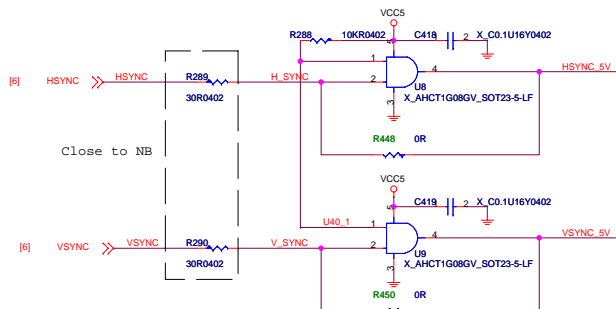 VCC5
R288 10KR0402 C418 X_C0.1U16Y0402
5 2
1
[6] HSYNC HSYNC R289 H_SYNC 2 4 HSYNC_5V
30R0402 U8
3 X_AHCT1G08GV_SOT23-5-LF
R448 0R
Close to NB
VCC5
C419 X_C0.1U16Y0402
5 2
U40_1 1
[6] VSYNC VSYNC R290 V_SYNC 2 4 VSYNC_5V
30R0402 U9
3 X_AHCT1G08GV_SOT23-5-LF
R450 0R